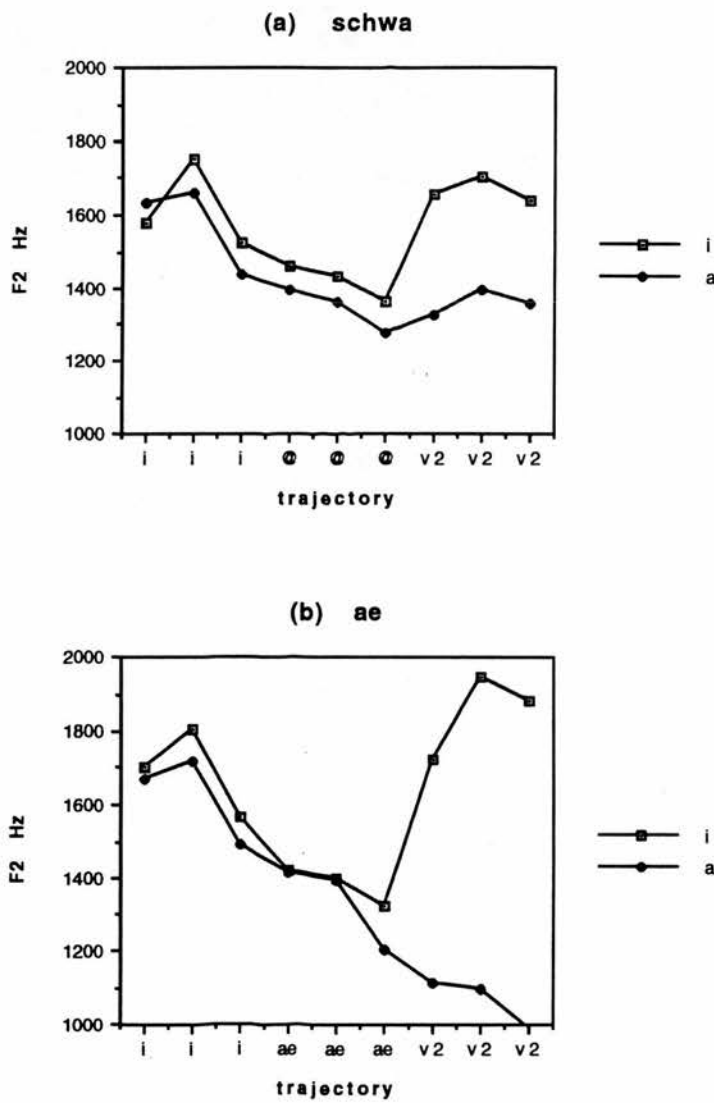 (a) schwa
2000
1800
1600
1400
1200
1000
F2 Hz
i i i @ @ @ v2 v2 v2
trajectory
i
a
(b) ae
2000
1800
1600
1400
1200
1000
F2 Hz
i i i ae ae ae v2 v2 v2
trajectory
i
a